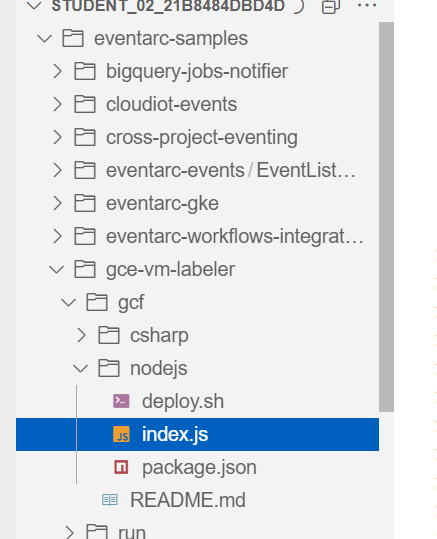 STUDENT_02_21B8484DBD4D
eventarc-samples
bigquery-jobs-notifier
cloudiot-events
cross-project-eventing
eventarc-events / EventList...
eventarc-gke
eventarc-workflows-integrat...
gce-vm-labeler
gcf
csharp
nodejs
deploy.sh
JS index.js
package.json
README.md
run